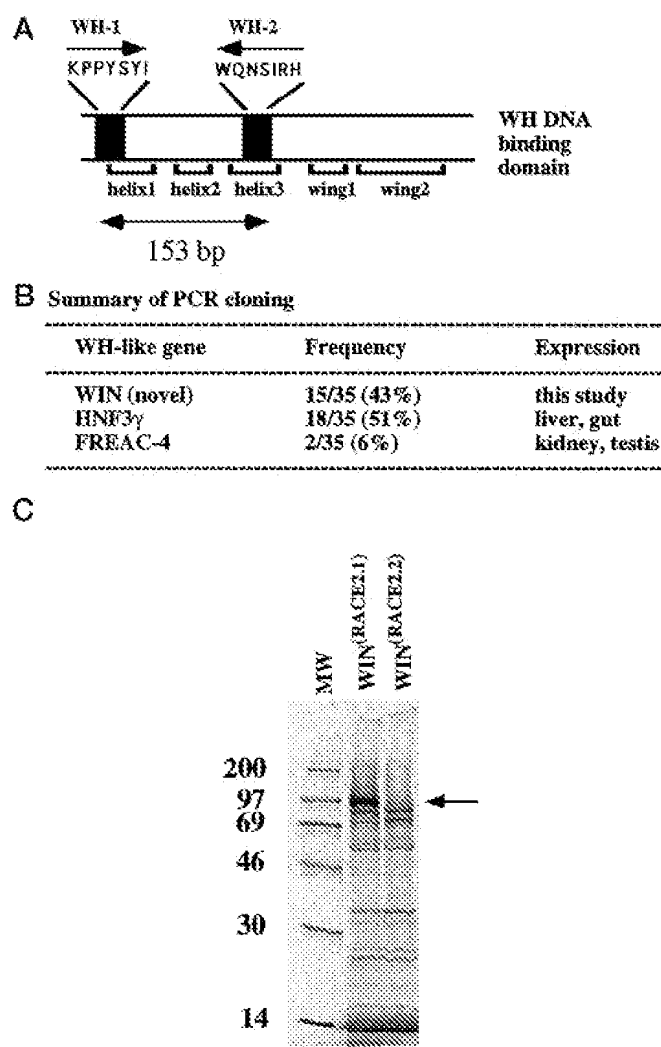 A
WH-1 WH-2
KPPYSYI WQNSIRH
WH DNA
binding
domain
helix1 helix2 helix3 wing1 wing2
153 bp
B Summary of PCR cloning
WH-like gene Frequency Expression
WIN (novel) 15/35 (43%) this study
HNF3γ 18/35 (51%) liver, gut
FREAC-4 2/35 (6%) kidney, testis
C
MW
WIN(RACE2.1)
WIN(RACE2.2)
200
97
69
46
30
14